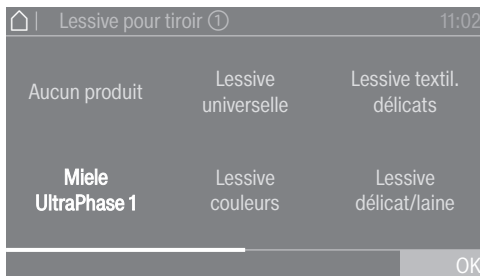 Lessive pour tiroir ① 11:02
Aucun produit
Lessive
universelle
Lessive textil.
délicats
Miele
UltraPhase 1
Lessive
couleurs
Lessive
délicat/laine
OK